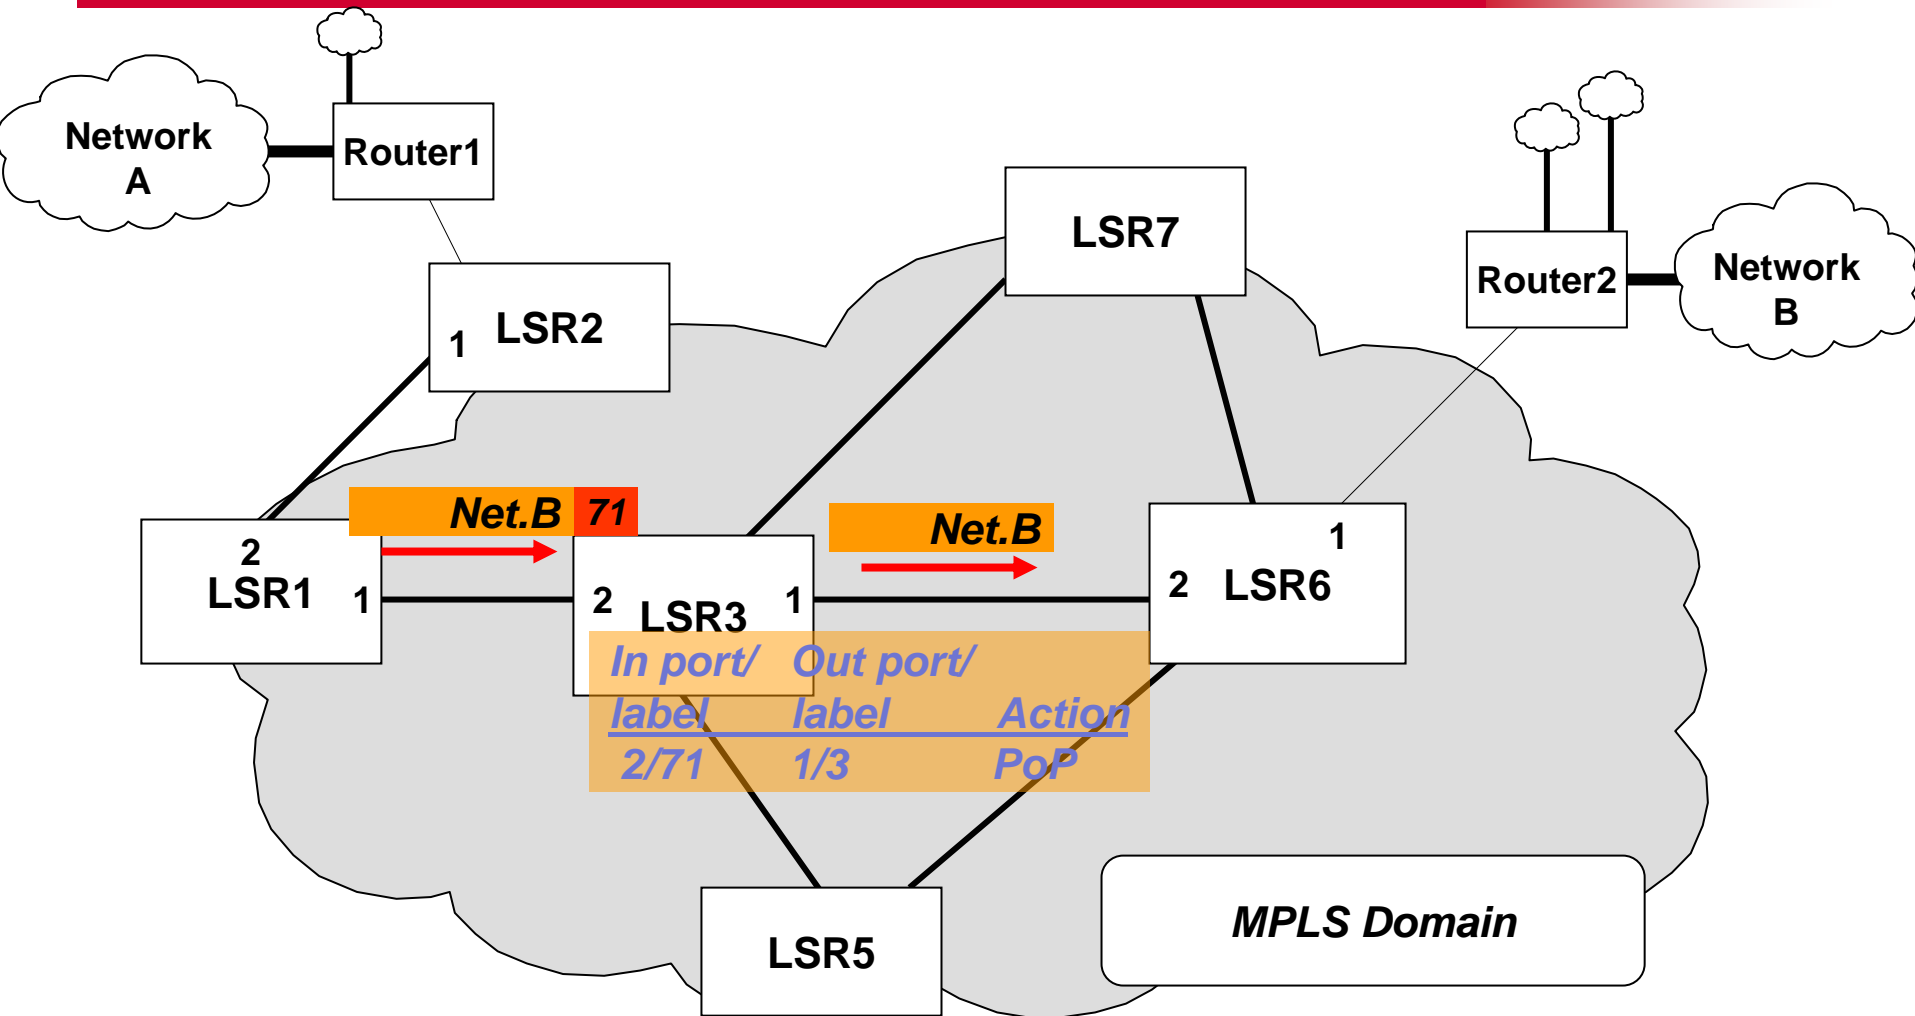 Network
A
Router1
LSR7
Router2
Network
B
1 LSR2
Net.B 71
Net.B
2
LSR1
1
2
LSR3
1
1
2 LSR6
In port/ Out port/
label label Action
2/71 1/3 PoP
MPLS Domain
LSR5